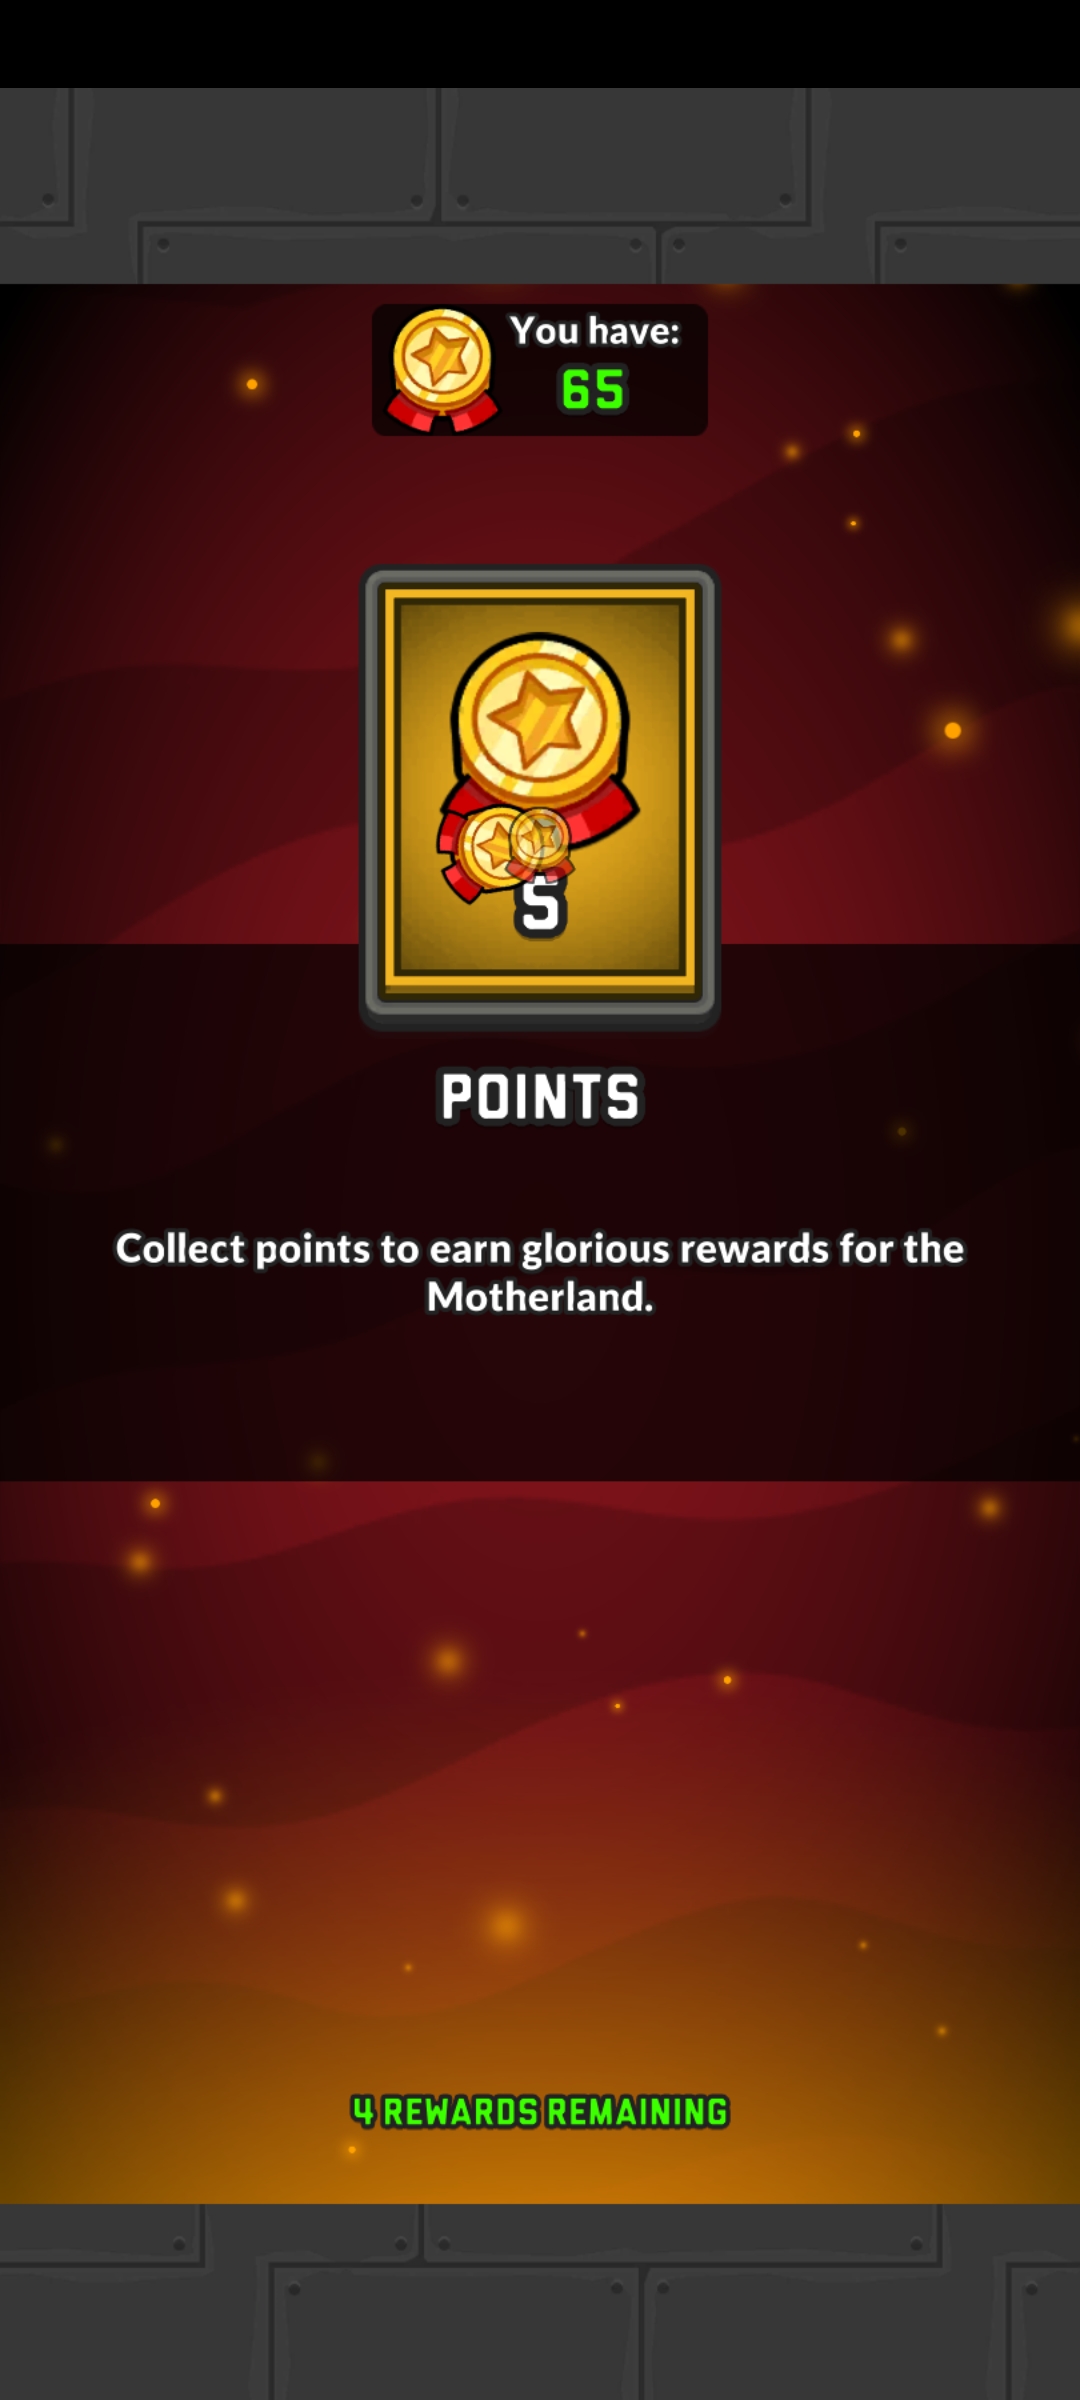 You have:
65
5
POINTS
Collect points to earn glorious rewards for the
Motherland.
4 REWARDS REMAINING